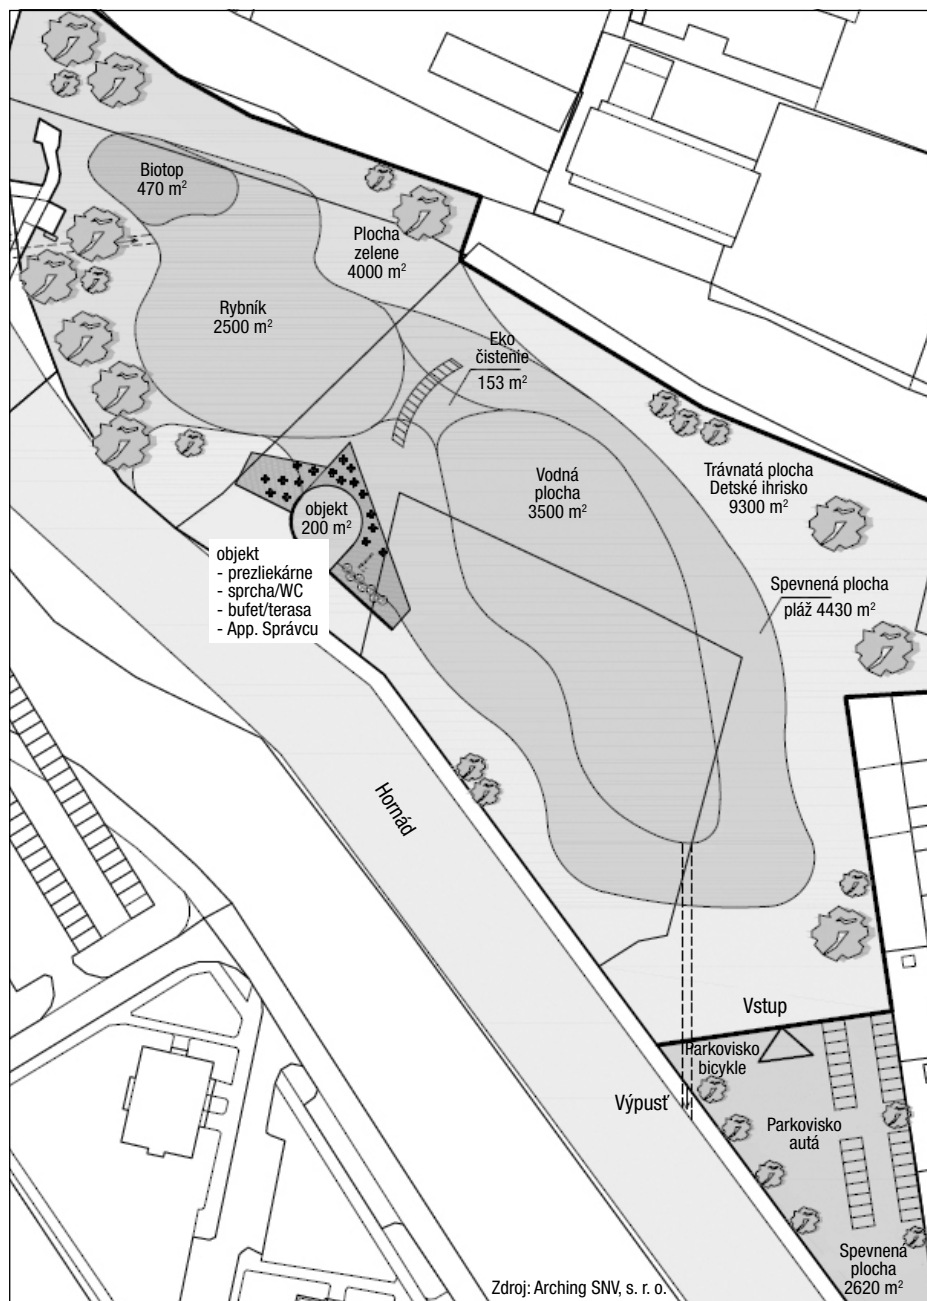 Biotop
470 m²
Plocha
zelene
4000 m²
Rybník
2500 m²
Eko
čistenie
153 m²
Vodná
plocha
3500 m²
Trávnatá plocha
Detské ihrisko
9300 m²
objekt
200 m²
objekt
- prezliekárne
- sprcha/WC
- bufet/terasa
- App. Správcu
Spevnená plocha
pláž 4430 m²
Hornád
Vstup
Parkovisko
bicykle
Výpusť
Parkovisko
autá
Spevnená
plocha
2620 m²
Zdroj: Arching SNV, s. r. o.